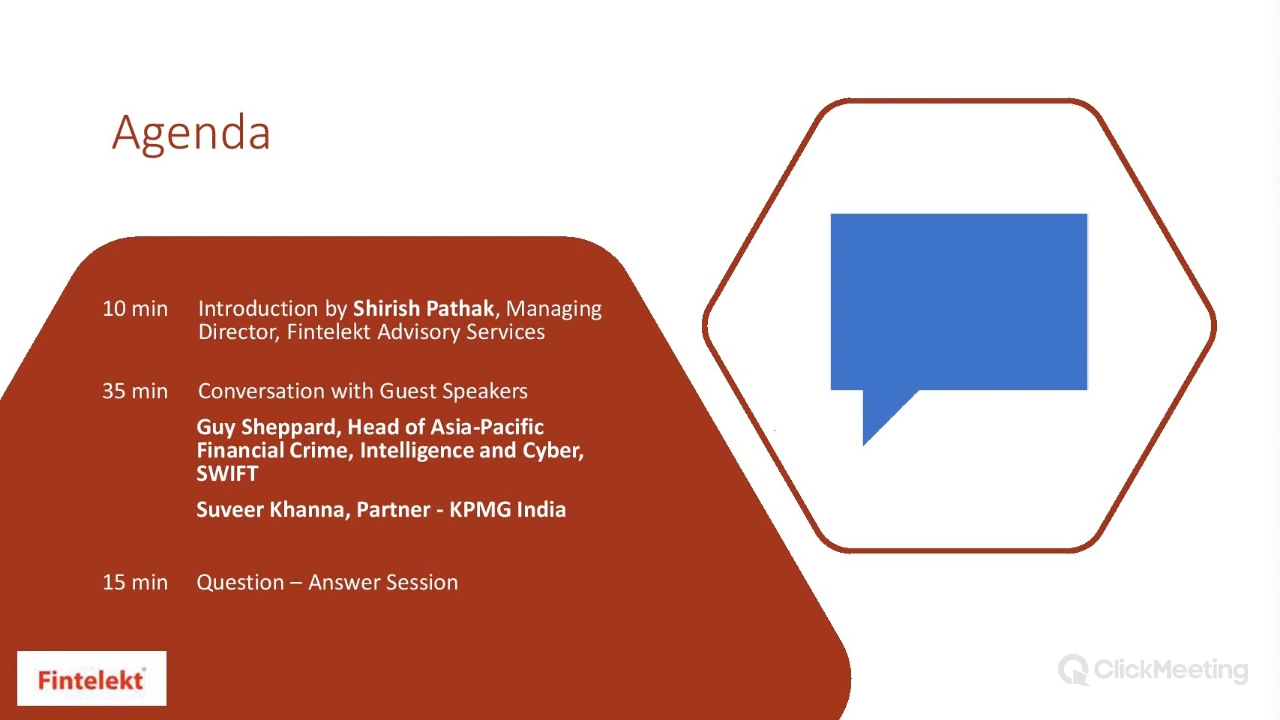 Agenda
10 min Introduction by Shirish Pathak, Managing
Director, Fintelekt Advisory Services
35 min Conversation with Guest Speakers
Guy Sheppard, Head of Asia-Pacific
Financial Crime, Intelligence and Cyber,
SWIFT
Suveer Khanna, Partner - KPMG India
15 min Question – Answer Session
Fintelekt
ClickMeeting